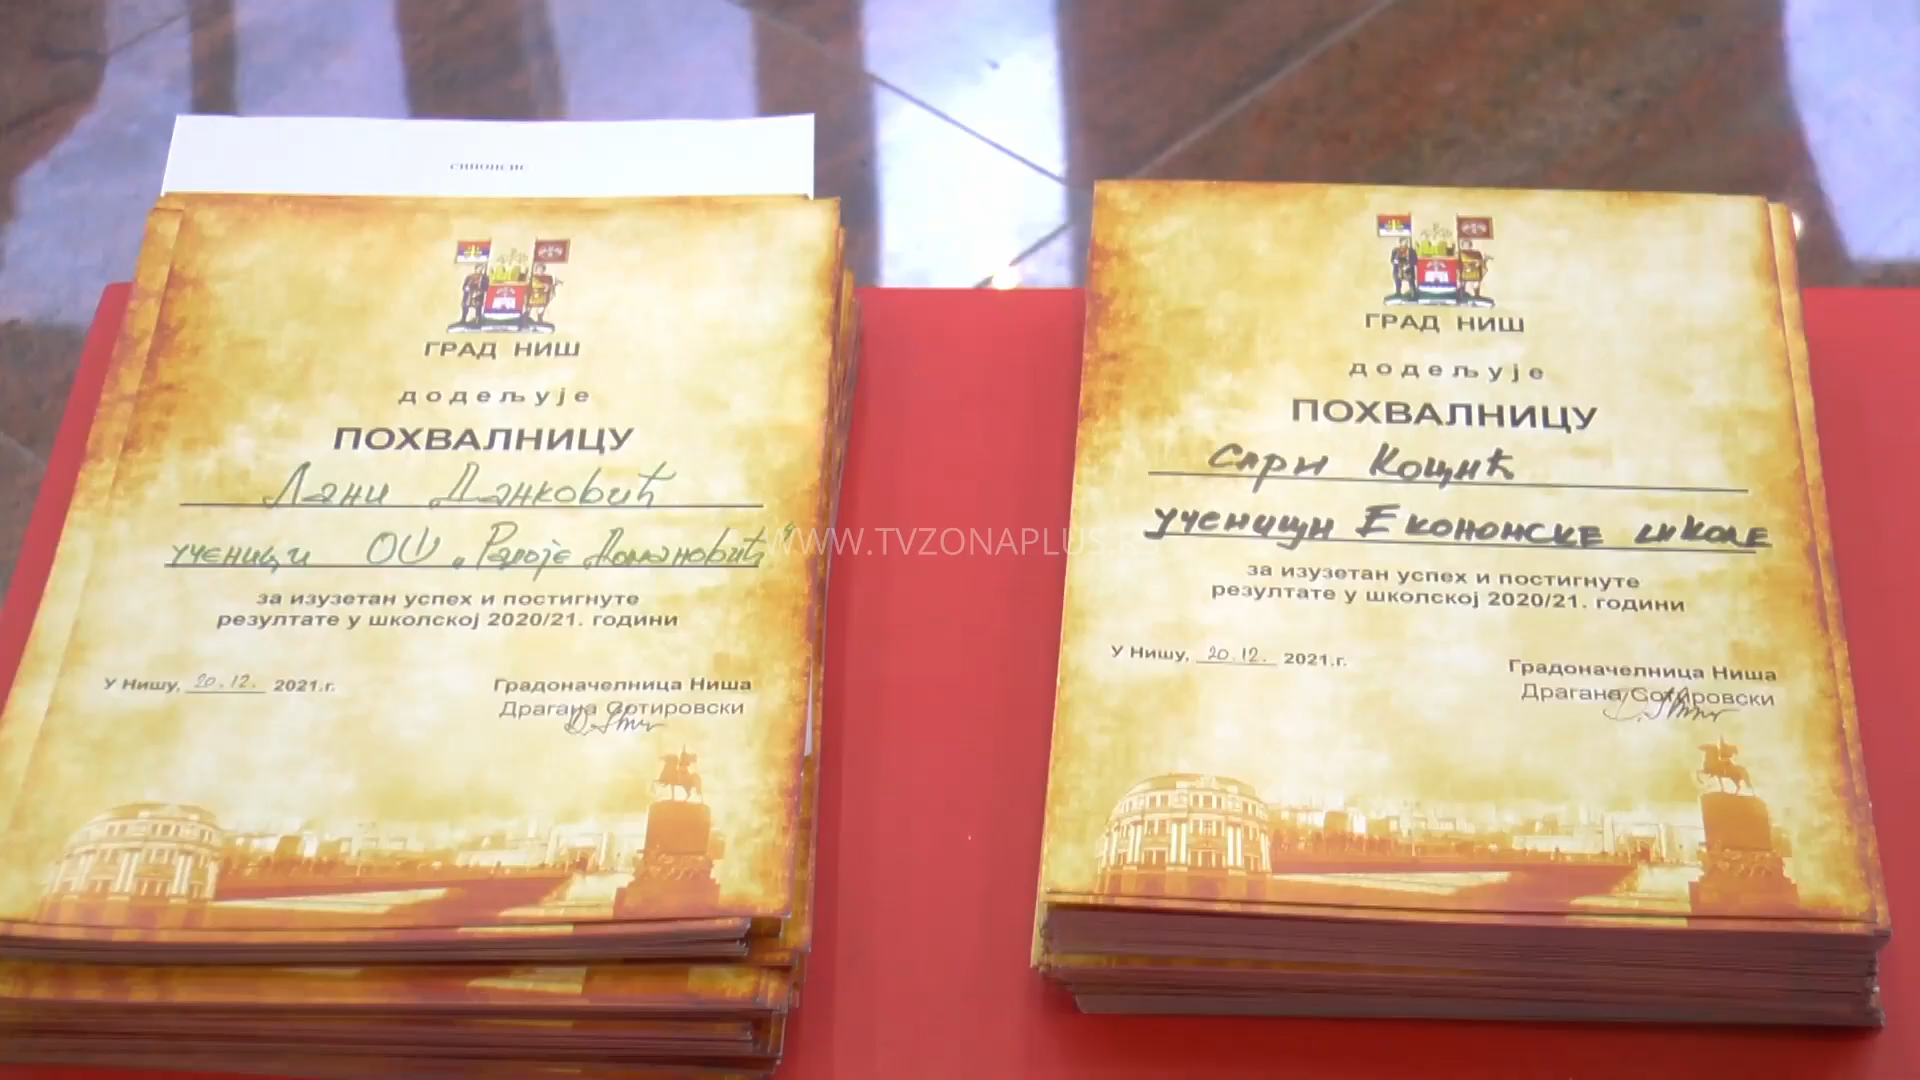 СИНОПСИС
ГРАД НИШ
додељује
ПОХВАЛНИЦУ
Лани Данковић
ученици ОШ „Радоје Домановић“
за изузетан успех и постигнуте
резултате у школској 2020/21. години
У Нишу, 20.12. 2021.г.
Градоначелница Ниша
Драгана Сотировски
ГРАД НИШ
додељује
ПОХВАЛНИЦУ
Сари Коцић
ученици Економске школе
за изузетан успех и постигнуте
резултате у школској 2020/21. години
У Нишу, 20.12. 2021.г.
Градоначелница Ниша
Драгана Сотировски
WWW.TVZONAPLUS.